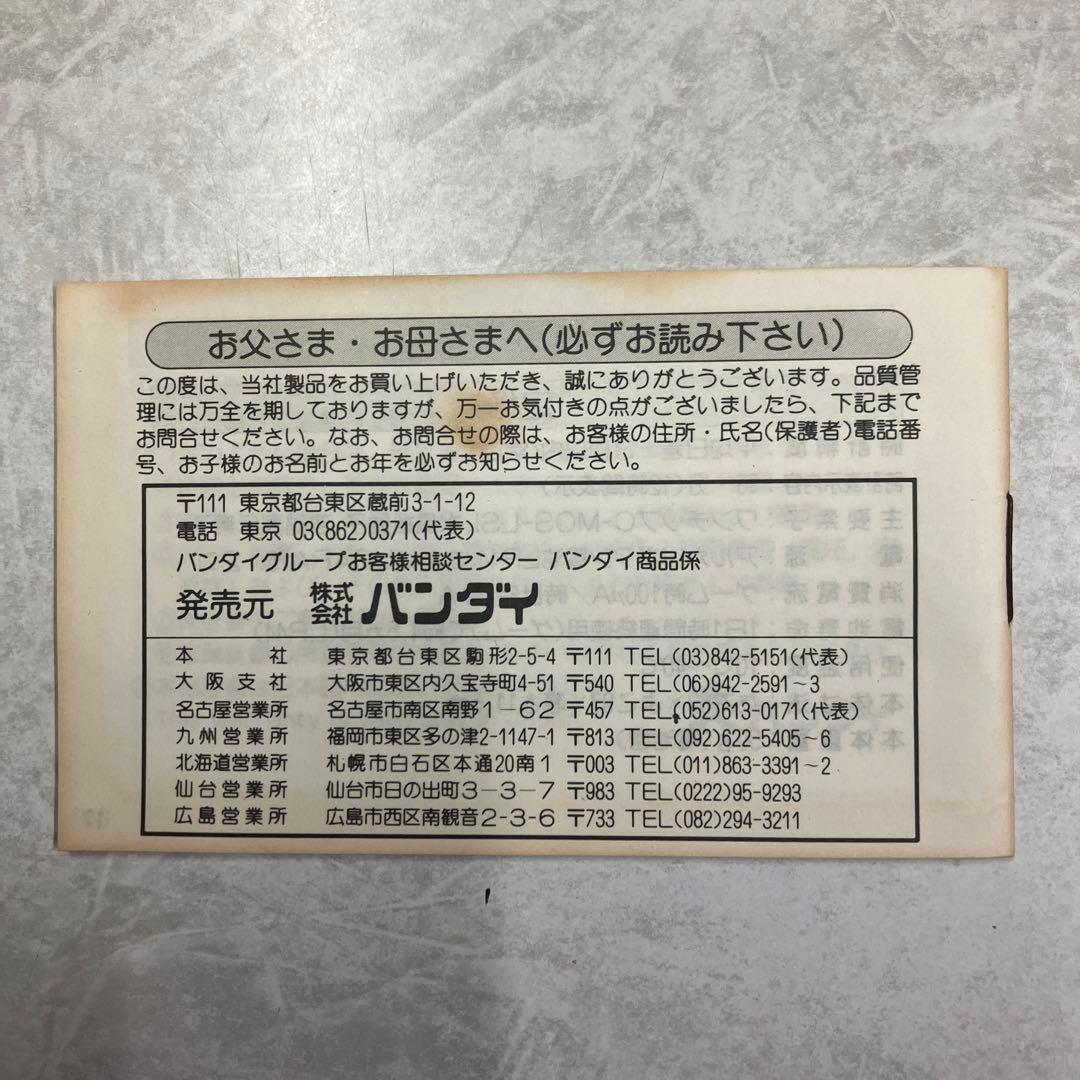 お父さま・お母さまへ(必ずお読み下さい)
この度は、当社製品をお買い上げいただき、誠にありがとうございます。品質管
理には万全を期しておりますが、万一お気付きの点がございましたら、下記まで
お問合せください。なお、お問合せの際は、お客様の住所・氏名(保護者)電話番
号、お子様のお名前とお年を必ずお知らせください。
〒111 東京都台東区蔵前3-1-12
電話 東京 03(862)0371(代表)
バンダイグループお客様相談センター バンダイ商品係
発売元 株式会社 バンダイ
本社 東京都台東区駒形2-5-4 〒111 TEL(03)842-5151(代表)
大阪支社 大阪市東区内久宝寺町4-51 〒540 TEL(06)942-2591~3
名古屋営業所 名古屋市南区南野1 62 〒457 TEL(052)613-0171(代表)
九州営業所 福岡市東区多の津2-1147-1 〒813 TEL(092)622-5405~6
北海道営業所 札幌市白石区本通20南1 〒003 TEL(011)863-3391~2
仙台営業所 仙台市日の出町3-3-7 〒983 TEL(0222)95-9293
広島営業所 広島市西区南観音2-3-6 〒733 TEL(082)294-3211